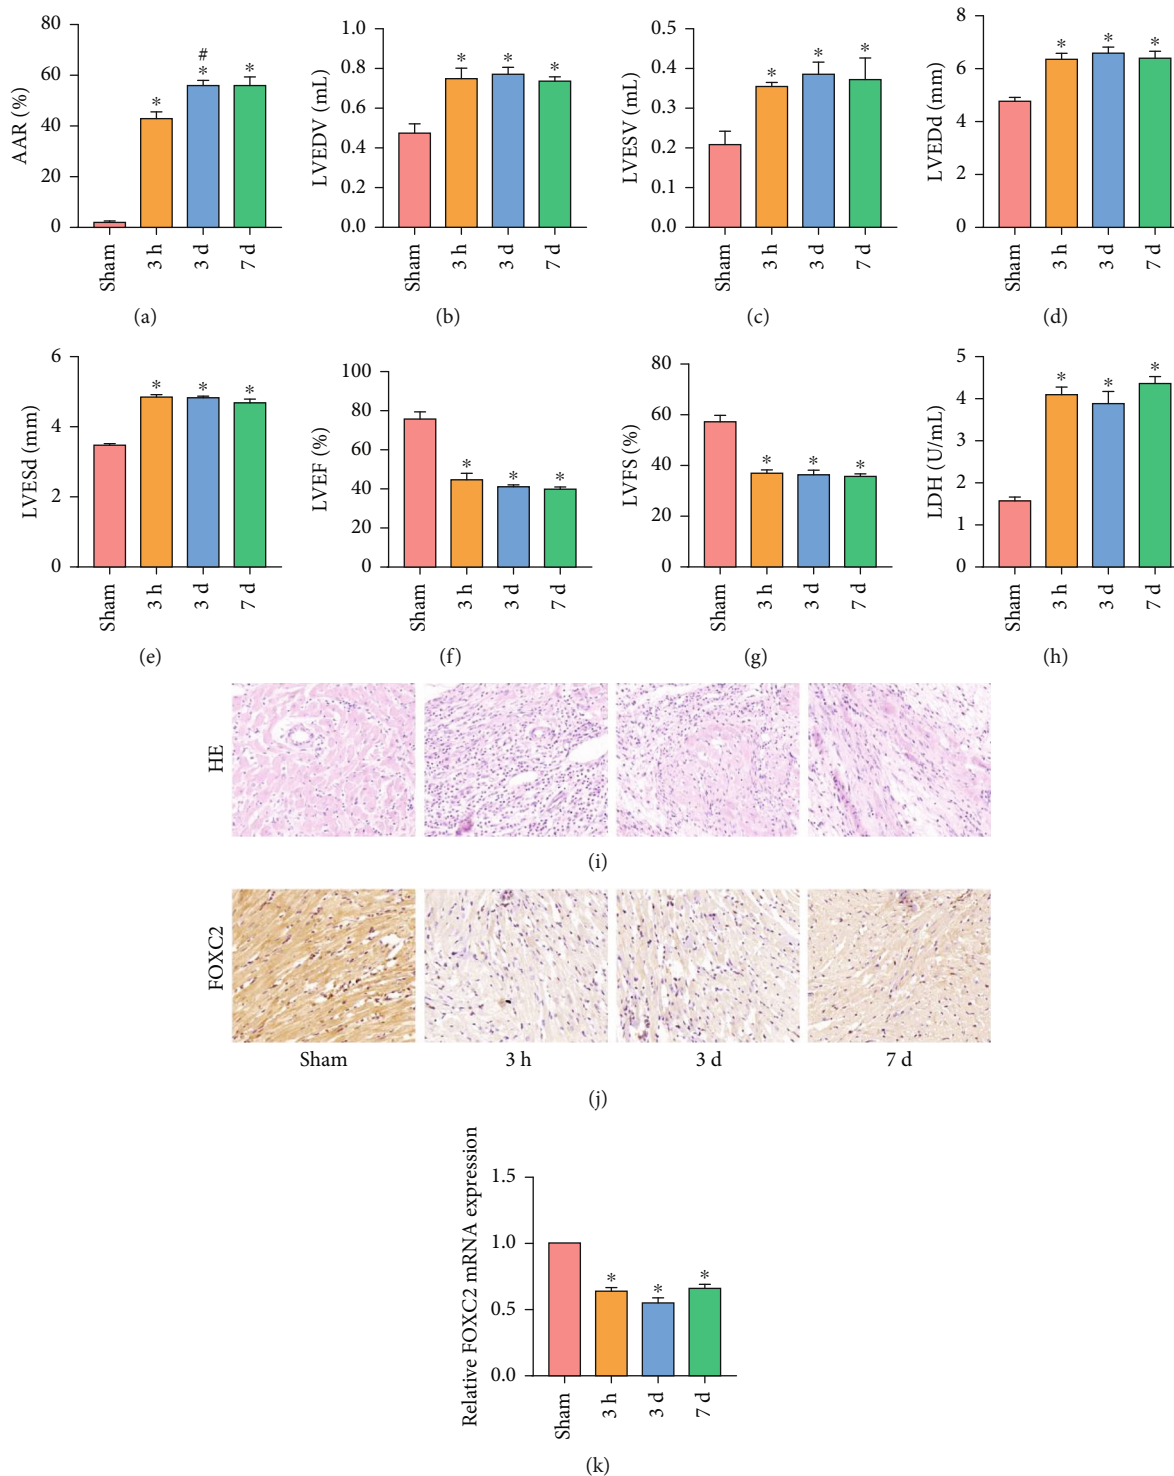 AAR (%)
80
60
40
20
0
*
#
*
*
Sham
3 h
3 d
7 d
(a)
LVEDV (mL)
1.0
0.8
0.6
0.4
0.2
0.0
*
*
*
Sham
3 h
3 d
7 d
(b)
LVESV (mL)
0.5
0.4
0.3
0.2
0.1
0.0
*
*
*
Sham
3 h
3 d
7 d
(c)
LVEDd (mm)
8
6
4
2
0
*
*
*
Sham
3 h
3 d
7 d
(d)
LVESd (mm)
6
4
2
0
*
*
*
Sham
3 h
3 d
7 d
(e)
LVEF (%)
100
80
60
40
20
0
*
*
*
Sham
3 h
3 d
7 d
(f)
LVFS (%)
80
60
40
20
0
*
*
*
Sham
3 h
3 d
7 d
(g)
LDH (U/mL)
5
4
3
2
1
0
*
*
*
Sham
3 h
3 d
7 d
(h)
HE
(i)
FOXC2
Sham
3 h
3 d
7 d
(j)
Relative FOXC2 mRNA expression
1.5
1.0
0.5
0.0
*
*
*
Sham
3 h
3 d
7 d
(k)